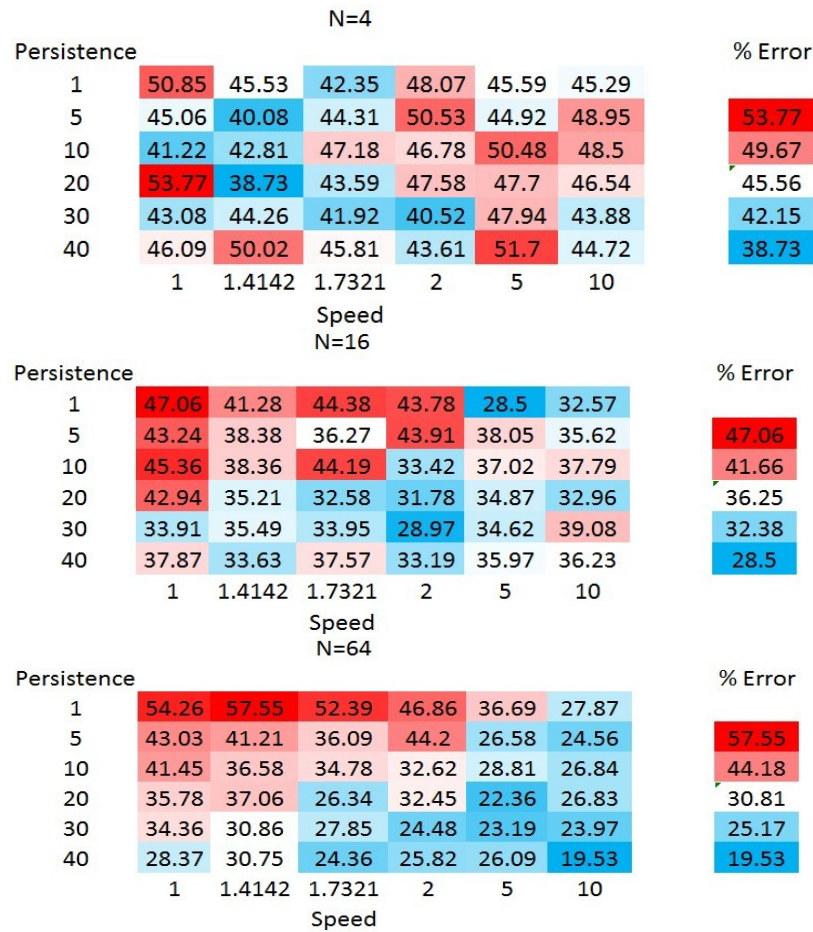 N=4
Persistence % Error
1 50.85 45.53 42.35 48.07 45.59 45.29
5 45.06 40.08 44.31 50.53 44.92 48.95 53.77
10 41.22 42.81 47.18 46.78 50.48 48.5 49.67
20 53.77 38.73 43.59 47.58 47.7 46.54 45.56
30 43.08 44.26 41.92 40.52 47.94 43.88 42.15
40 46.09 50.02 45.81 43.61 51.7 44.72 38.73
1 1.4142 1.7321 2 5 10
Speed
N=16
Persistence % Error
1 47.06 41.28 44.38 43.78 28.5 32.57
5 43.24 38.38 36.27 43.91 38.05 35.62 47.06
10 45.36 38.36 44.19 33.42 37.02 37.79 41.66
20 42.94 35.21 32.58 31.78 34.87 32.96 36.25
30 33.91 35.49 33.95 28.97 34.62 39.08 32.38
40 37.87 33.63 37.57 33.19 35.97 36.23 28.5
1 1.4142 1.7321 2 5 10
Speed
N=64
Persistence % Error
1 54.26 57.55 52.39 46.86 36.69 27.87
5 43.03 41.21 36.09 44.2 26.58 24.56 57.55
10 41.45 36.58 34.78 32.62 28.81 26.84 44.18
20 35.78 37.06 26.34 32.45 22.36 26.83 30.81
30 34.36 30.86 27.85 24.48 23.19 23.97 25.17
40 28.37 30.75 24.36 25.82 26.09 19.53 19.53
1 1.4142 1.7321 2 5 10
Speed